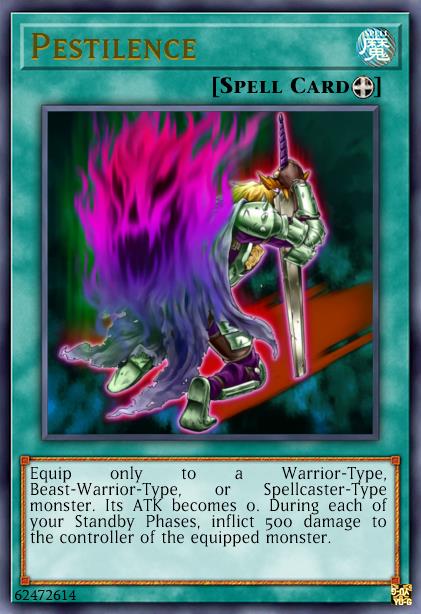 PESTILENCE
SPELL
魔
[SPELL CARD]
Equip only to a Warrior-Type,
Beast-Warrior-Type, or Spellcaster-Type
monster. Its ATK becomes 0. During each of
your Standby Phases, inflict 500 damage to
the controller of the equipped monster.
62472614